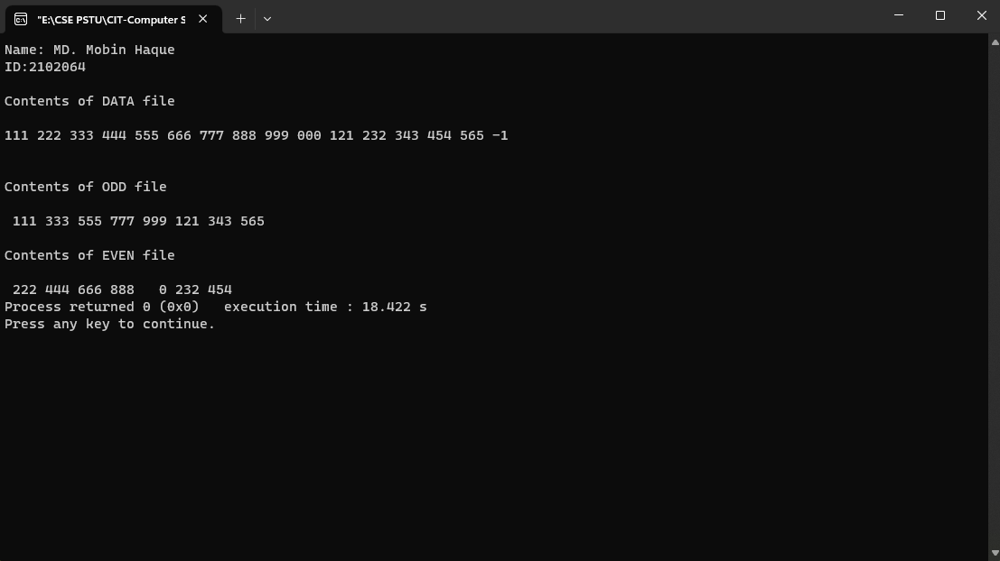 "E:\CSE PSTU\CIT-Computer S
Name: MD. Mobin Haque
ID:2102064
Contents of DATA file
111 222 333 444 555 666 777 888 999 000 121 232 343 454 565 -1
Contents of ODD file
111 333 555 777 999 121 343 565
Contents of EVEN file
222 444 666 888   0 232 454
Process returned 0 (0x0)   execution time : 18.422 s
Press any key to continue.